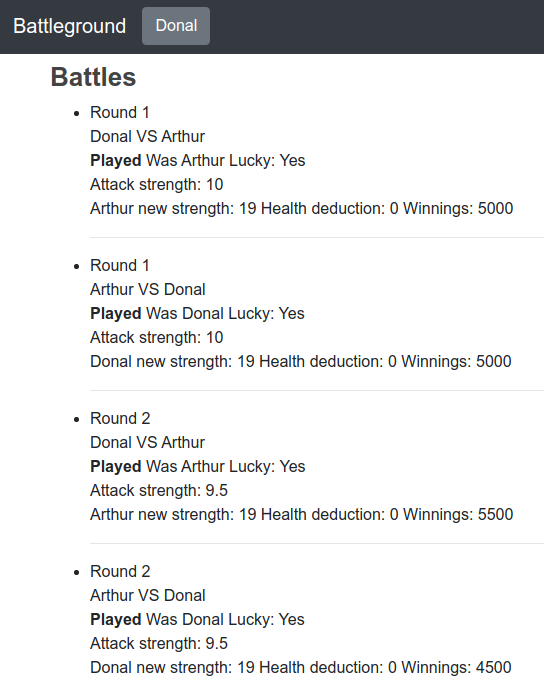 Battleground Donal
Battles
Round 1
Donal VS Arthur
Played Was Arthur Lucky: Yes
Attack strength: 10
Arthur new strength: 19 Health deduction: 0 Winnings: 5000
Round 1
Arthur VS Donal
Played Was Donal Lucky: Yes
Attack strength: 10
Donal new strength: 19 Health deduction: 0 Winnings: 5000
Round 2
Donal VS Arthur
Played Was Arthur Lucky: Yes
Attack strength: 9.5
Arthur new strength: 19 Health deduction: 0 Winnings: 5500
Round 2
Arthur VS Donal
Played Was Donal Lucky: Yes
Attack strength: 9.5
Donal new strength: 19 Health deduction: 0 Winnings: 4500